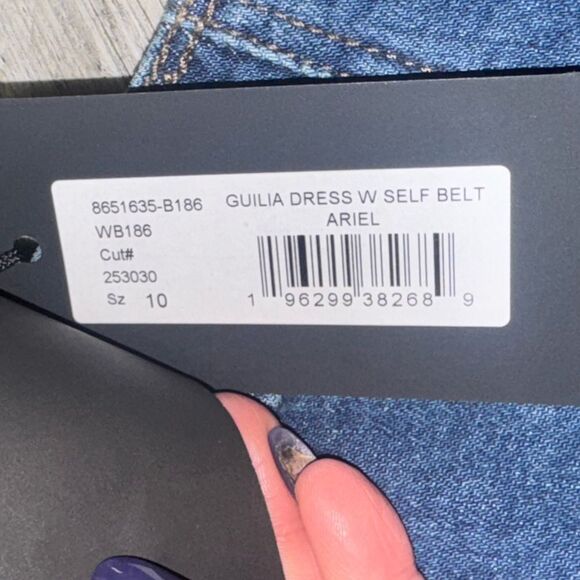 8651635-B186
WB186
Cut#
253030
Sz 10
GUILIA DRESS W SELF BELT
ARIEL
1 96299 38268 9